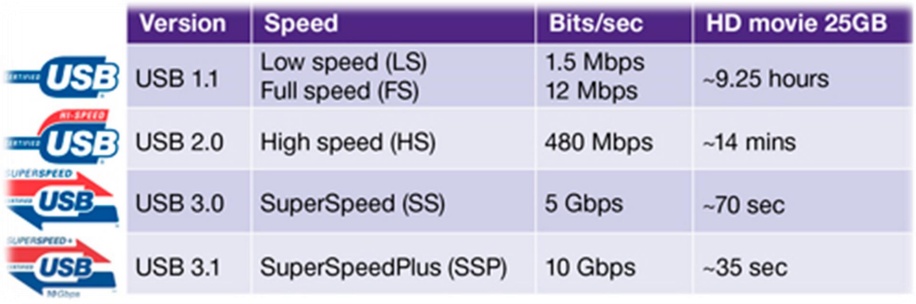 Version Speed Bits/sec HD movie 25GB
CERTIFIED USB USB 1.1 Low speed (LS) 1.5 Mbps ~9.25 hours
Full speed (FS) 12 Mbps
HI-SPEED
CERTIFIED USB USB 2.0 High speed (HS) 480 Mbps ~14 mins
SUPERSPEED
CERTIFIED USB USB 3.0 SuperSpeed (SS) 5 Gbps ~70 sec
SUPERSPEED+
CERTIFIED USB USB 3.1 SuperSpeedPlus (SSP) 10 Gbps ~35 sec
10Gbps